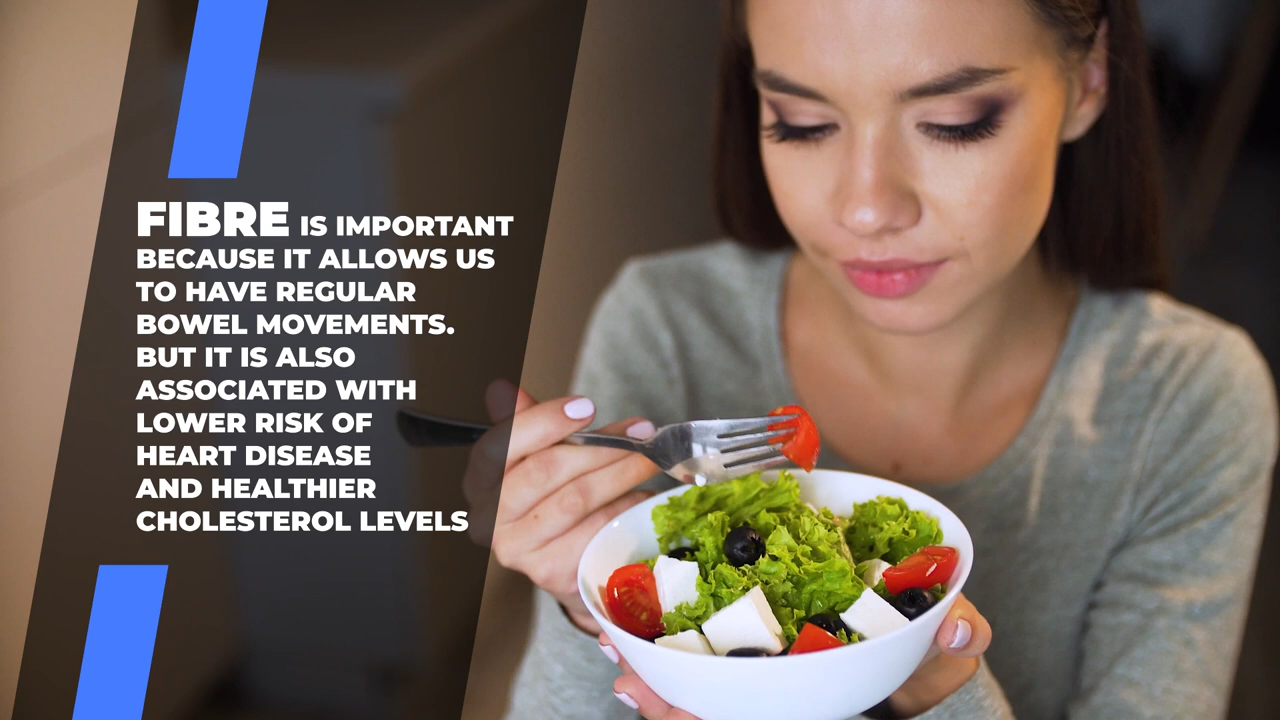 FIBRE IS IMPORTANT
BECAUSE IT ALLOWS US
TO HAVE REGULAR
BOWEL MOVEMENTS.
BUT IT IS ALSO
ASSOCIATED WITH
LOWER RISK OF
HEART DISEASE
AND HEALTHIER
CHOLESTEROL LEVELS